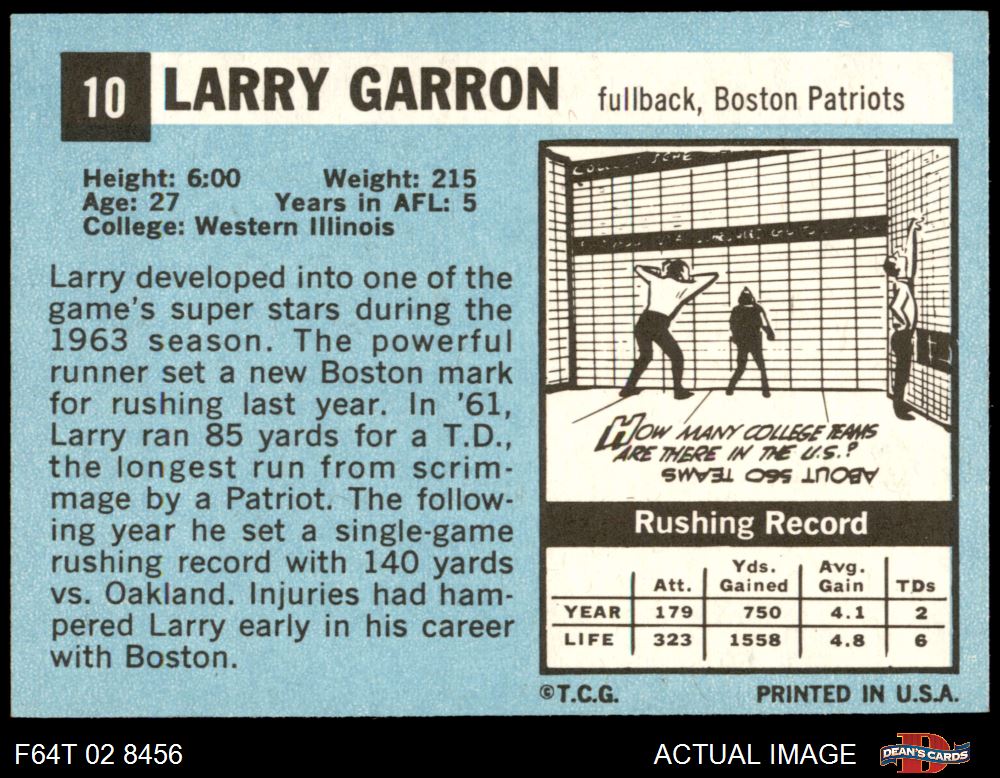 10 LARRY GARRON fullback, Boston Patriots
Height: 6:00 Weight: 215
Age: 27 Years in AFL: 5
College: Western Illinois
Larry developed into one of the
game's super stars during the
1963 season. The powerful
runner set a new Boston mark
for rushing last year. In '61,
Larry ran 85 yards for a T.D.,
the longest run from scrim-
mage by a Patriot. The follow-
ing year he set a single-game
rushing record with 140 yards
vs. Oakland. Injuries had ham-
pered Larry early in his career
with Boston.
HOW MANY COLLEGE TEAMS
ARE THERE IN THE U.S.?
ABOUT 560 TEAMS
Rushing Record
Att. Yds. Gained Avg. Gain TDs
YEAR 179 750 4.1 2
LIFE 323 1558 4.8 6
©T.C.G. PRINTED IN U.S.A.
F64T 02 8456 ACTUAL IMAGE DEAN'S CARDS